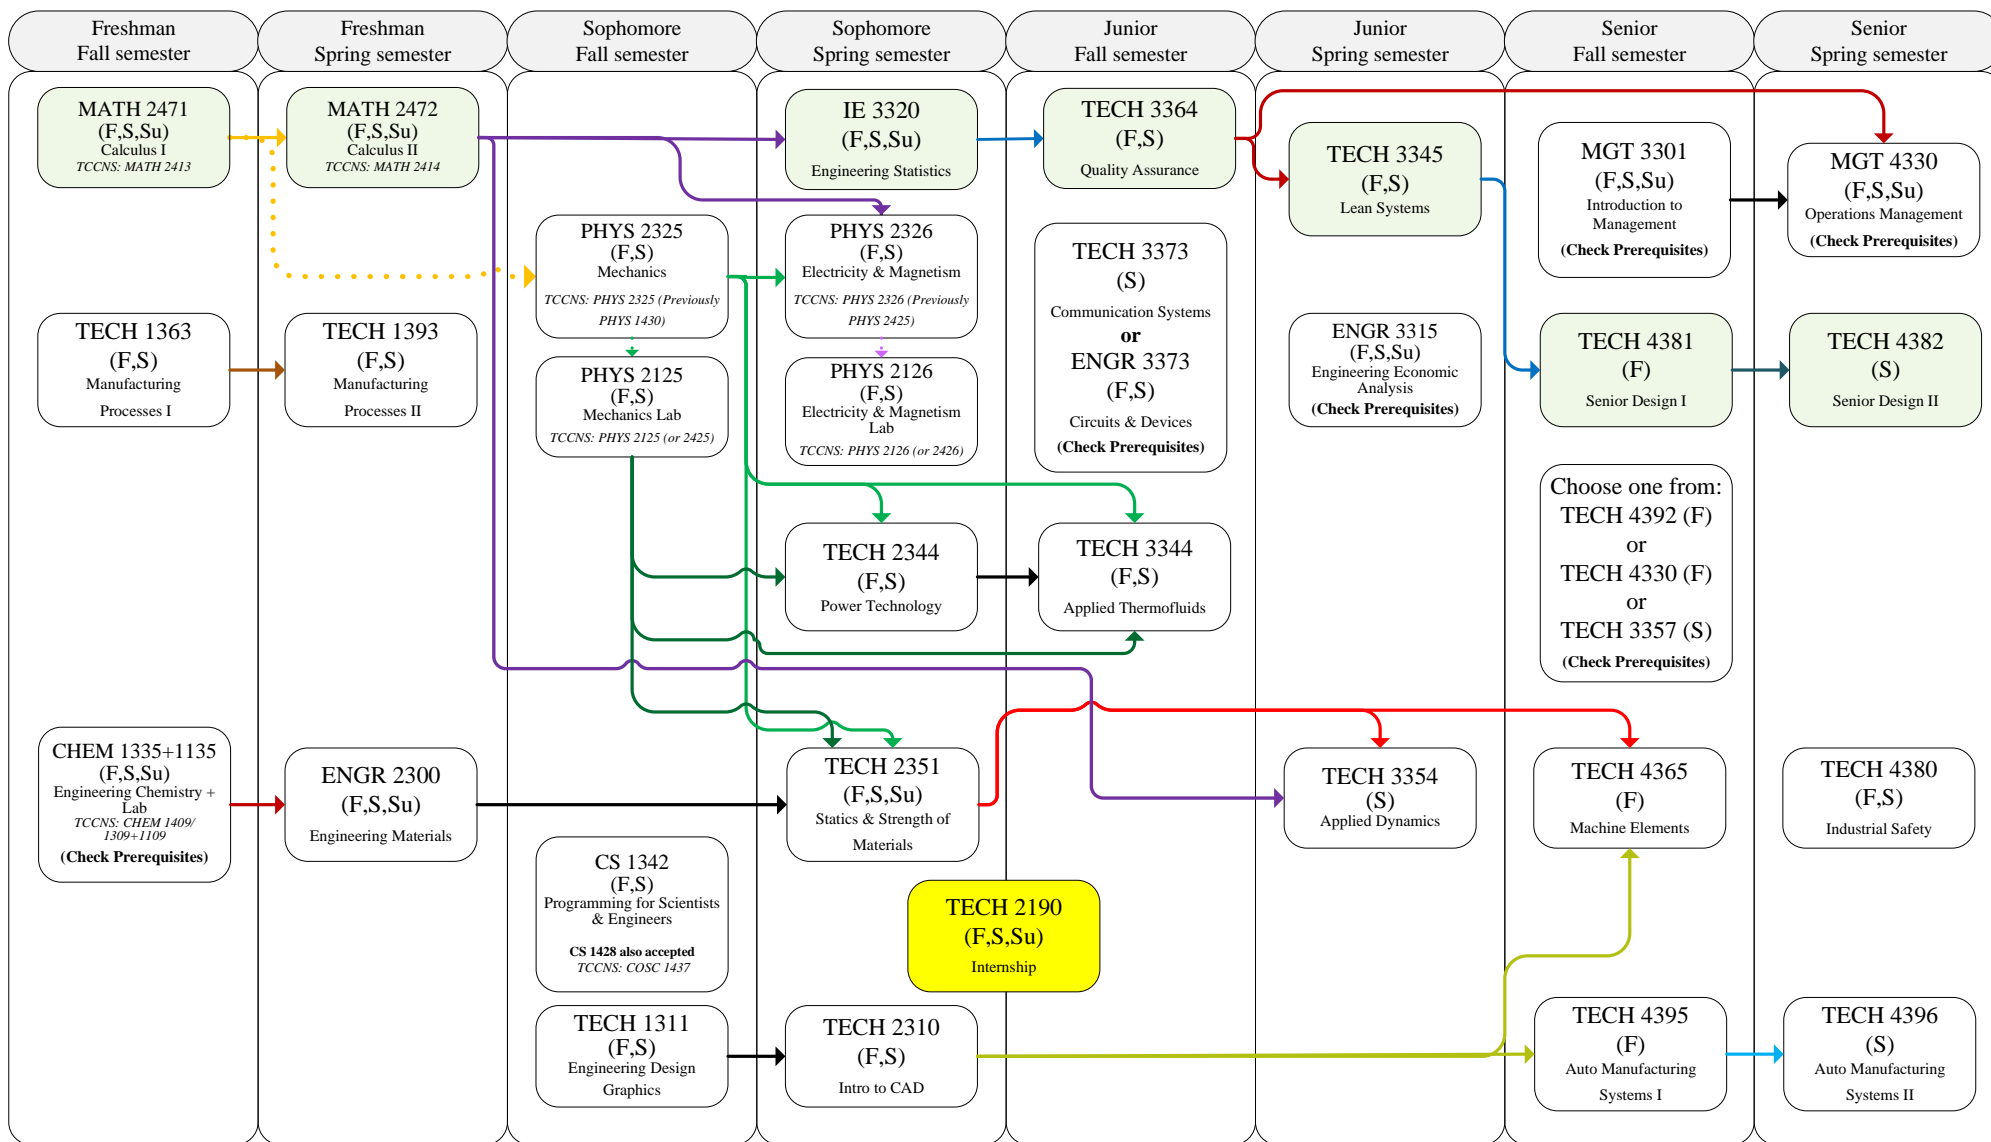 Freshman
Fall semester
Freshman
Spring semester
Sophomore
Fall semester
Sophomore
Spring semester
Junior
Fall semester
Junior
Spring semester
Senior
Fall semester
Senior
Spring semester
MATH 2471
(F,S,Su)
Calculus I
TCCNS: MATH 2413
TECH 1363
(F,S)
Manufacturing
Processes I
CHEM 1335+1135
(F,S,Su)
Engineering Chemistry +
Lab
TCCNS: CHEM 1409/
1309+1109
(Check Prerequisites)
MATH 2472
(F,S,Su)
Calculus II
TCCNS: MATH 2414
TECH 1393
(F,S)
Manufacturing
Processes II
ENGR 2300
(F,S,Su)
Engineering Materials
PHYS 2325
(F,S)
Mechanics
TCCNS: PHYS 2325 (Previously
PHYS 1430)
PHYS 2125
(F,S)
Mechanics Lab
TCCNS: PHYS 2125 (or 2425)
CS 1342
(F,S)
Programming for Scientists
& Engineers
CS 1428 also accepted
TCCNS: COSC 1437
TECH 1311
(F,S)
Engineering Design
Graphics
IE 3320
(F,S,Su)
Engineering Statistics
PHYS 2326
(F,S)
Electricity & Magnetism
TCCNS: PHYS 2326 (Previously
PHYS 2425)
PHYS 2126
(F,S)
Electricity & Magnetism
Lab
TCCNS: PHYS 2126 (or 2426)
TECH 2344
(F,S)
Power Technology
TECH 2351
(F,S,Su)
Statics & Strength of
Materials
TECH 2190
(F,S,Su)
Internship
TECH 2310
(F,S)
Intro to CAD
TECH 3364
(F,S)
Quality Assurance
TECH 3373
(S)
Communication Systems
or
ENGR 3373
(F,S)
Circuits & Devices
(Check Prerequisites)
TECH 3344
(F,S)
Applied Thermofluids
TECH 3345
(F,S)
Lean Systems
ENGR 3315
(F,S,Su)
Engineering Economic
Analysis
(Check Prerequisites)
TECH 3354
(S)
Applied Dynamics
MGT 3301
(F,S,Su)
Introduction to
Management
(Check Prerequisites)
TECH 4381
(F)
Senior Design I
Choose one from:
TECH 4392 (F)
or
TECH 4330 (F)
or
TECH 3357 (S)
(Check Prerequisites)
TECH 4365
(F)
Machine Elements
TECH 4395
(F)
Auto Manufacturing
Systems I
MGT 4330
(F,S,Su)
Operations Management
(Check Prerequisites)
TECH 4382
(S)
Senior Design II
TECH 4380
(F,S)
Industrial Safety
TECH 4396
(S)
Auto Manufacturing
Systems II